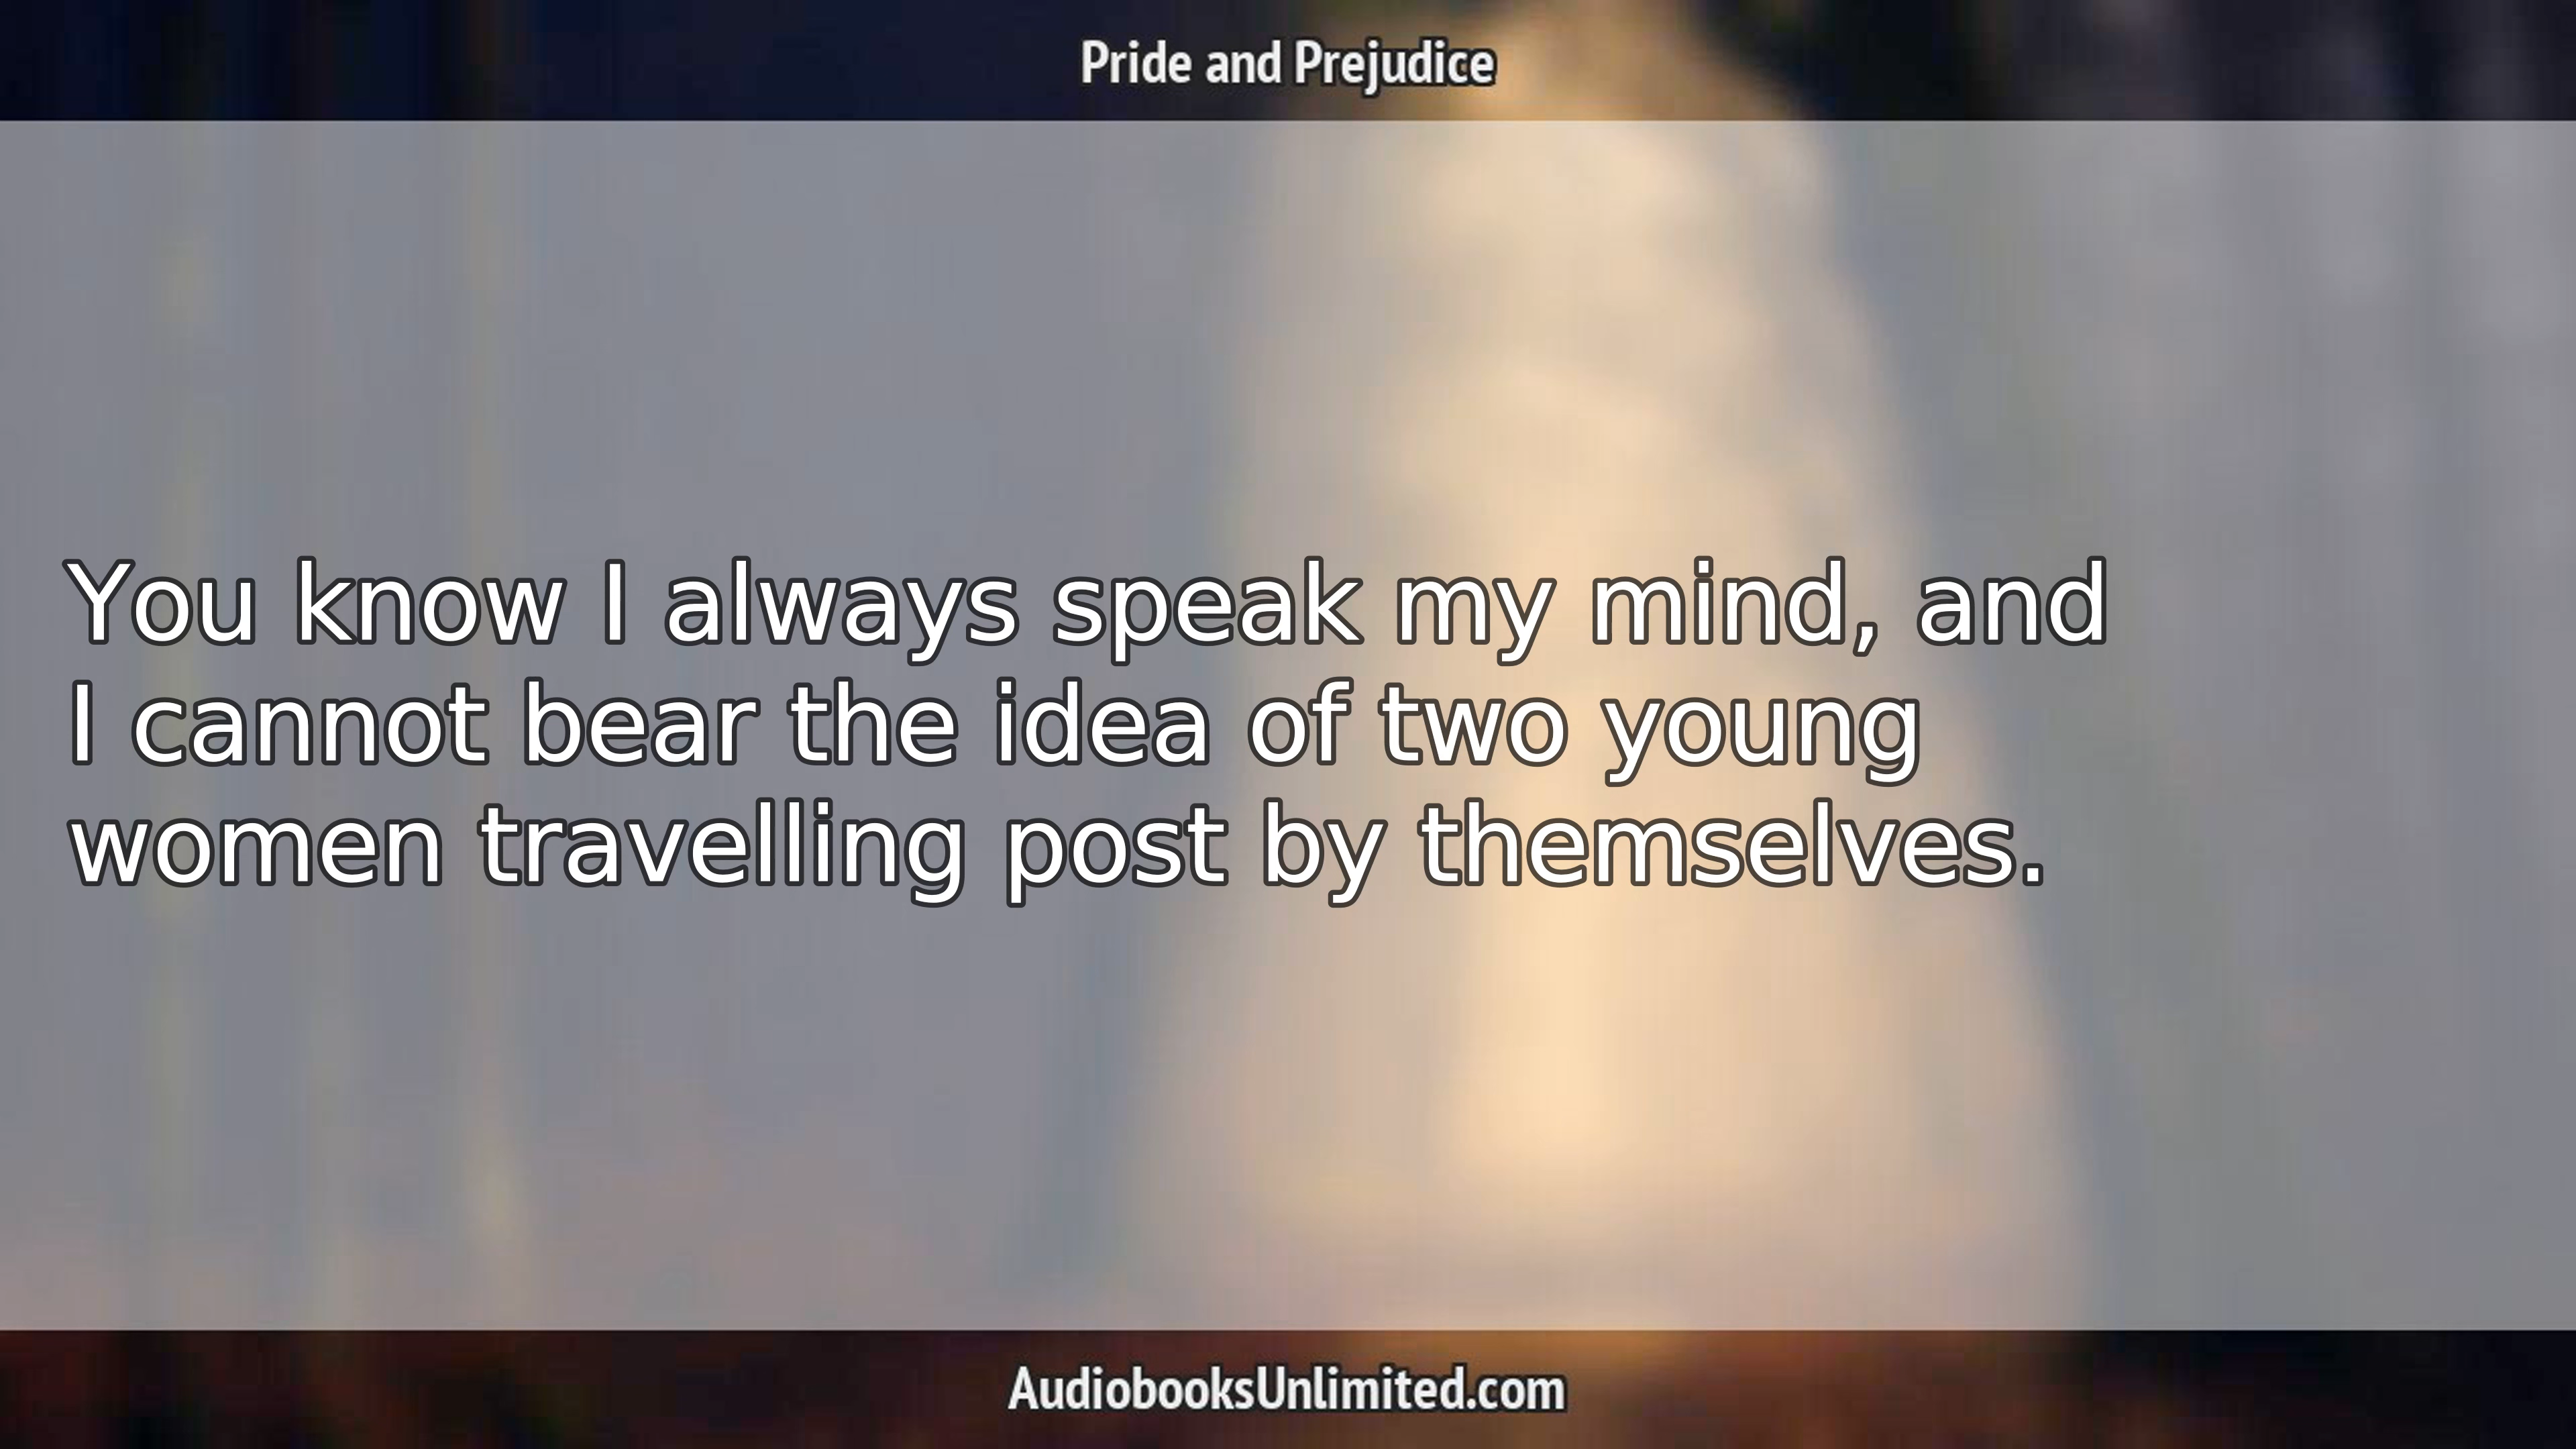 Pride and Prejudice
You know I always speak my mind, and
I cannot bear the idea of two young
women travelling post by themselves.
AudiobooksUnlimited.com